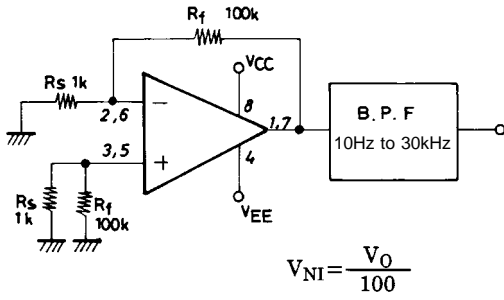 Rf 100k
VCC
Rs 1k
2,6
8
1,7
B.P.F
10Hz to 30kHz
3,5
4
Rs
1k
Rf
100k
VEE
VNI=VO/100